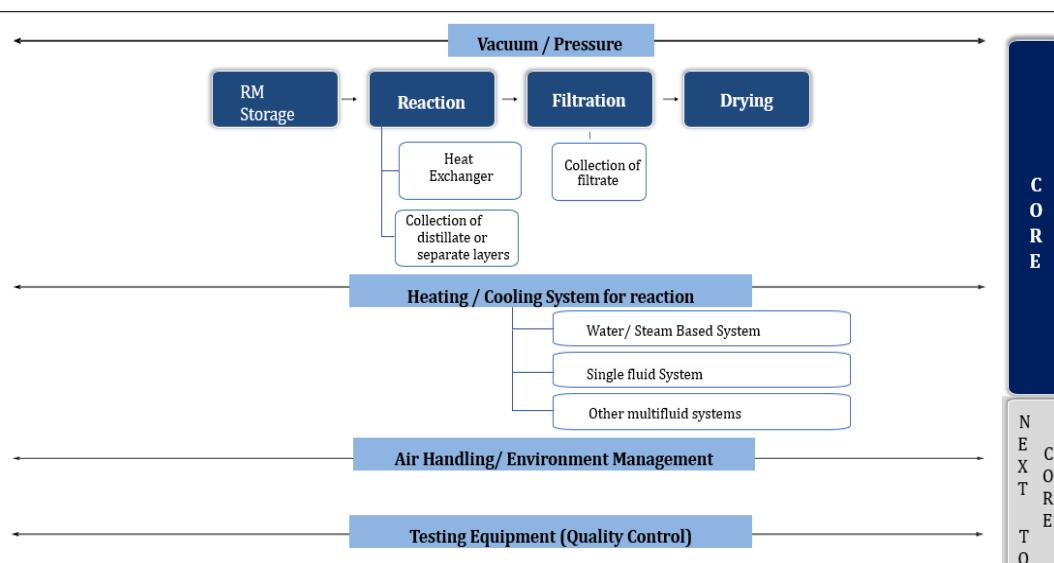 Vacuum / Pressure
RM
Storage
Reaction
Filtration
Drying
Heat
Exchanger
Collection of
filtrate
Collection of
distillate or
separate layers
Heating / Cooling System for reaction
Water/ Steam Based System
Single fluid System
Other multifluid systems
Air Handling/ Environment Management
Testing Equipment (Quality Control)
C
O
R
E
N
E
X
T
T
O
C
O
R
E